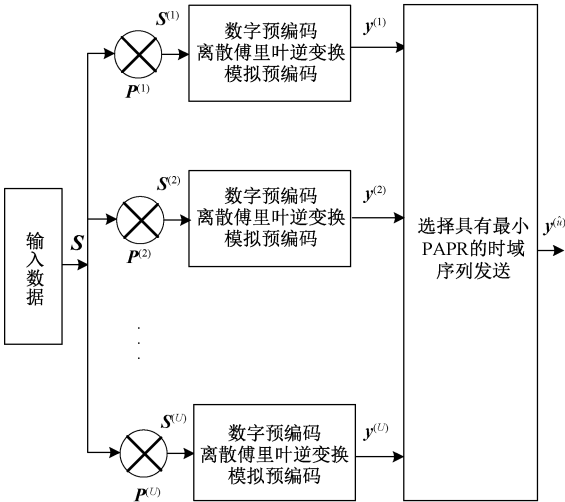 S(1)
数字预编码
离散傅里叶逆变换
模拟预编码
y(1)
P(1)
S(2)
数字预编码
离散傅里叶逆变换
模拟预编码
y(2)
P(2)
输入数据
S
选择具有最小
PAPR的时域
序列发送
y(û)
S(U)
数字预编码
离散傅里叶逆变换
模拟预编码
y(U)
P(U)